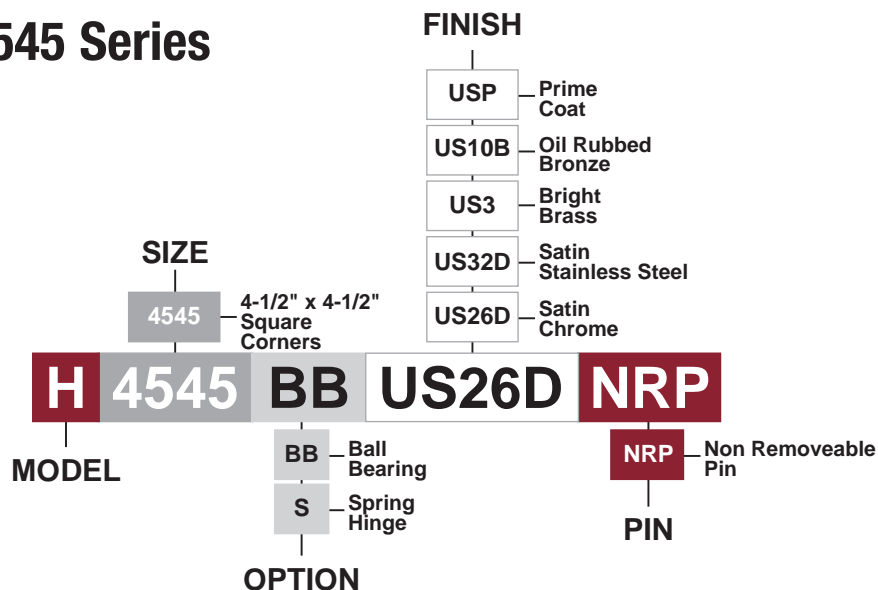 545 Series
FINISH
USP
Prime
Coat
US10B
Oil Rubbed
Bronze
US3
Bright
Brass
US32D
Satin
Stainless Steel
US26D
Satin
Chrome
SIZE
4545
4-1/2" x 4-1/2"
Square
Corners
H 4545 BB US26D NRP
MODEL
BB
Ball
Bearing
S
Spring
Hinge
OPTION
NRP
Non Removeable
Pin
PIN